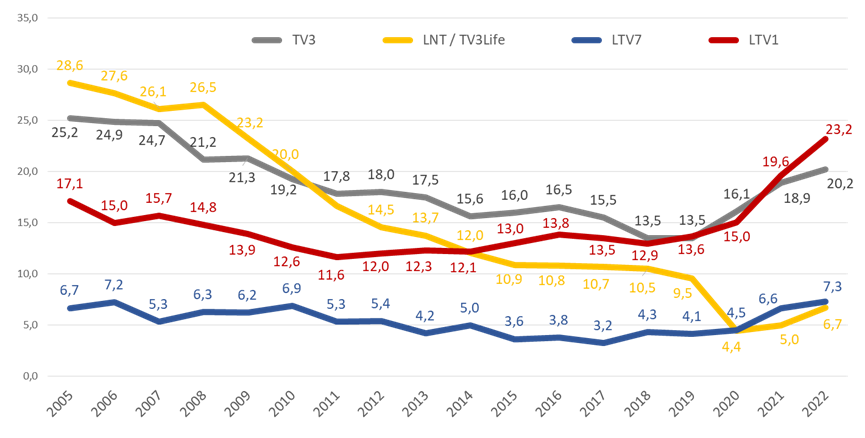 35,0
TV3 LNT / TV3Life LTV7 LTV1
30,0
28,6 27,6 26,1 26,5 23,2 20,0 14,5 13,7 12,0 10,9 10,8 10,7 10,5 9,5 4,4 5,0 6,7
25,0
25,2 24,9 24,7 21,2 21,3 19,2 17,8 18,0 17,5 15,6 16,0 16,5 15,5 13,5 13,5 16,1 18,9 20,2
20,0
17,1 15,0 15,7 14,8 13,9 12,6 11,6 12,0 12,3 12,1 13,0 13,8 13,5 12,9 13,6 15,0 19,6 23,2
15,0
10,0
6,7 7,2 5,3 6,3 6,2 6,9 5,3 5,4 4,2 5,0 3,6 3,8 3,2 4,3 4,1 4,5 6,6 7,3
5,0
0,0
2005 2006 2007 2008 2009 2010 2011 2012 2013 2014 2015 2016 2017 2018 2019 2020 2021 2022